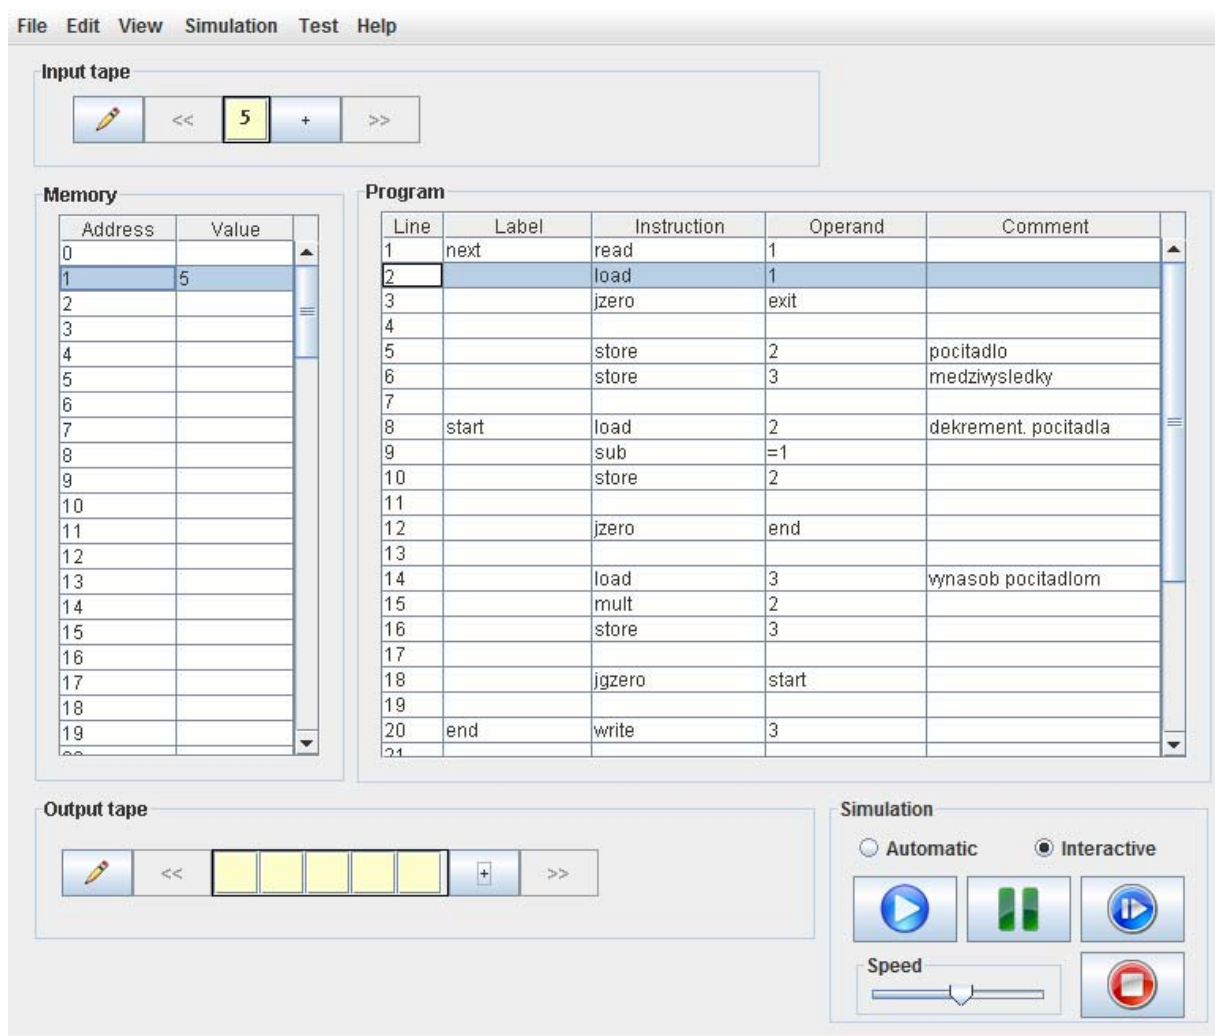 File Edit View Simulation Test Help
Input tape
<< 5 + >>
Memory
Address Value
0
1 5
2
3
4
5
6
7
8
9
10
11
12
13
14
15
16
17
18
19
Program
Line Label Instruction Operand Comment
1 next read 1
2 load 1
3 jzero exit
4
5 store 2 pocitadlo
6 store 3 medzivysledky
7
8 start load 2 dekrement. pocitadla
9 sub =1
10 store 2
11
12 jzero end
13
14 load 3 vynasob pocitadlom
15 mult 2
16 store 3
17
18 jgzero start
19
20 end write 3
21
Output tape
<< + >>
Simulation
Automatic Interactive
Speed